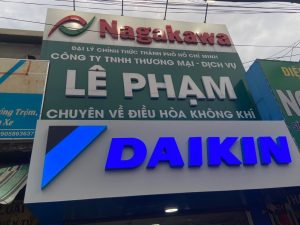 Nagakawa
ĐẠI LÝ CHÍNH THỨC THÀNH PHỐ HỒ CHÍ MINH
CÔNG TY TNHH THƯƠNG MẠI - DỊCH VỤ
LÊ PHẠM
CHUYÊN VỀ ĐIỀU HÒA KHÔNG KHÍ
DAIKIN